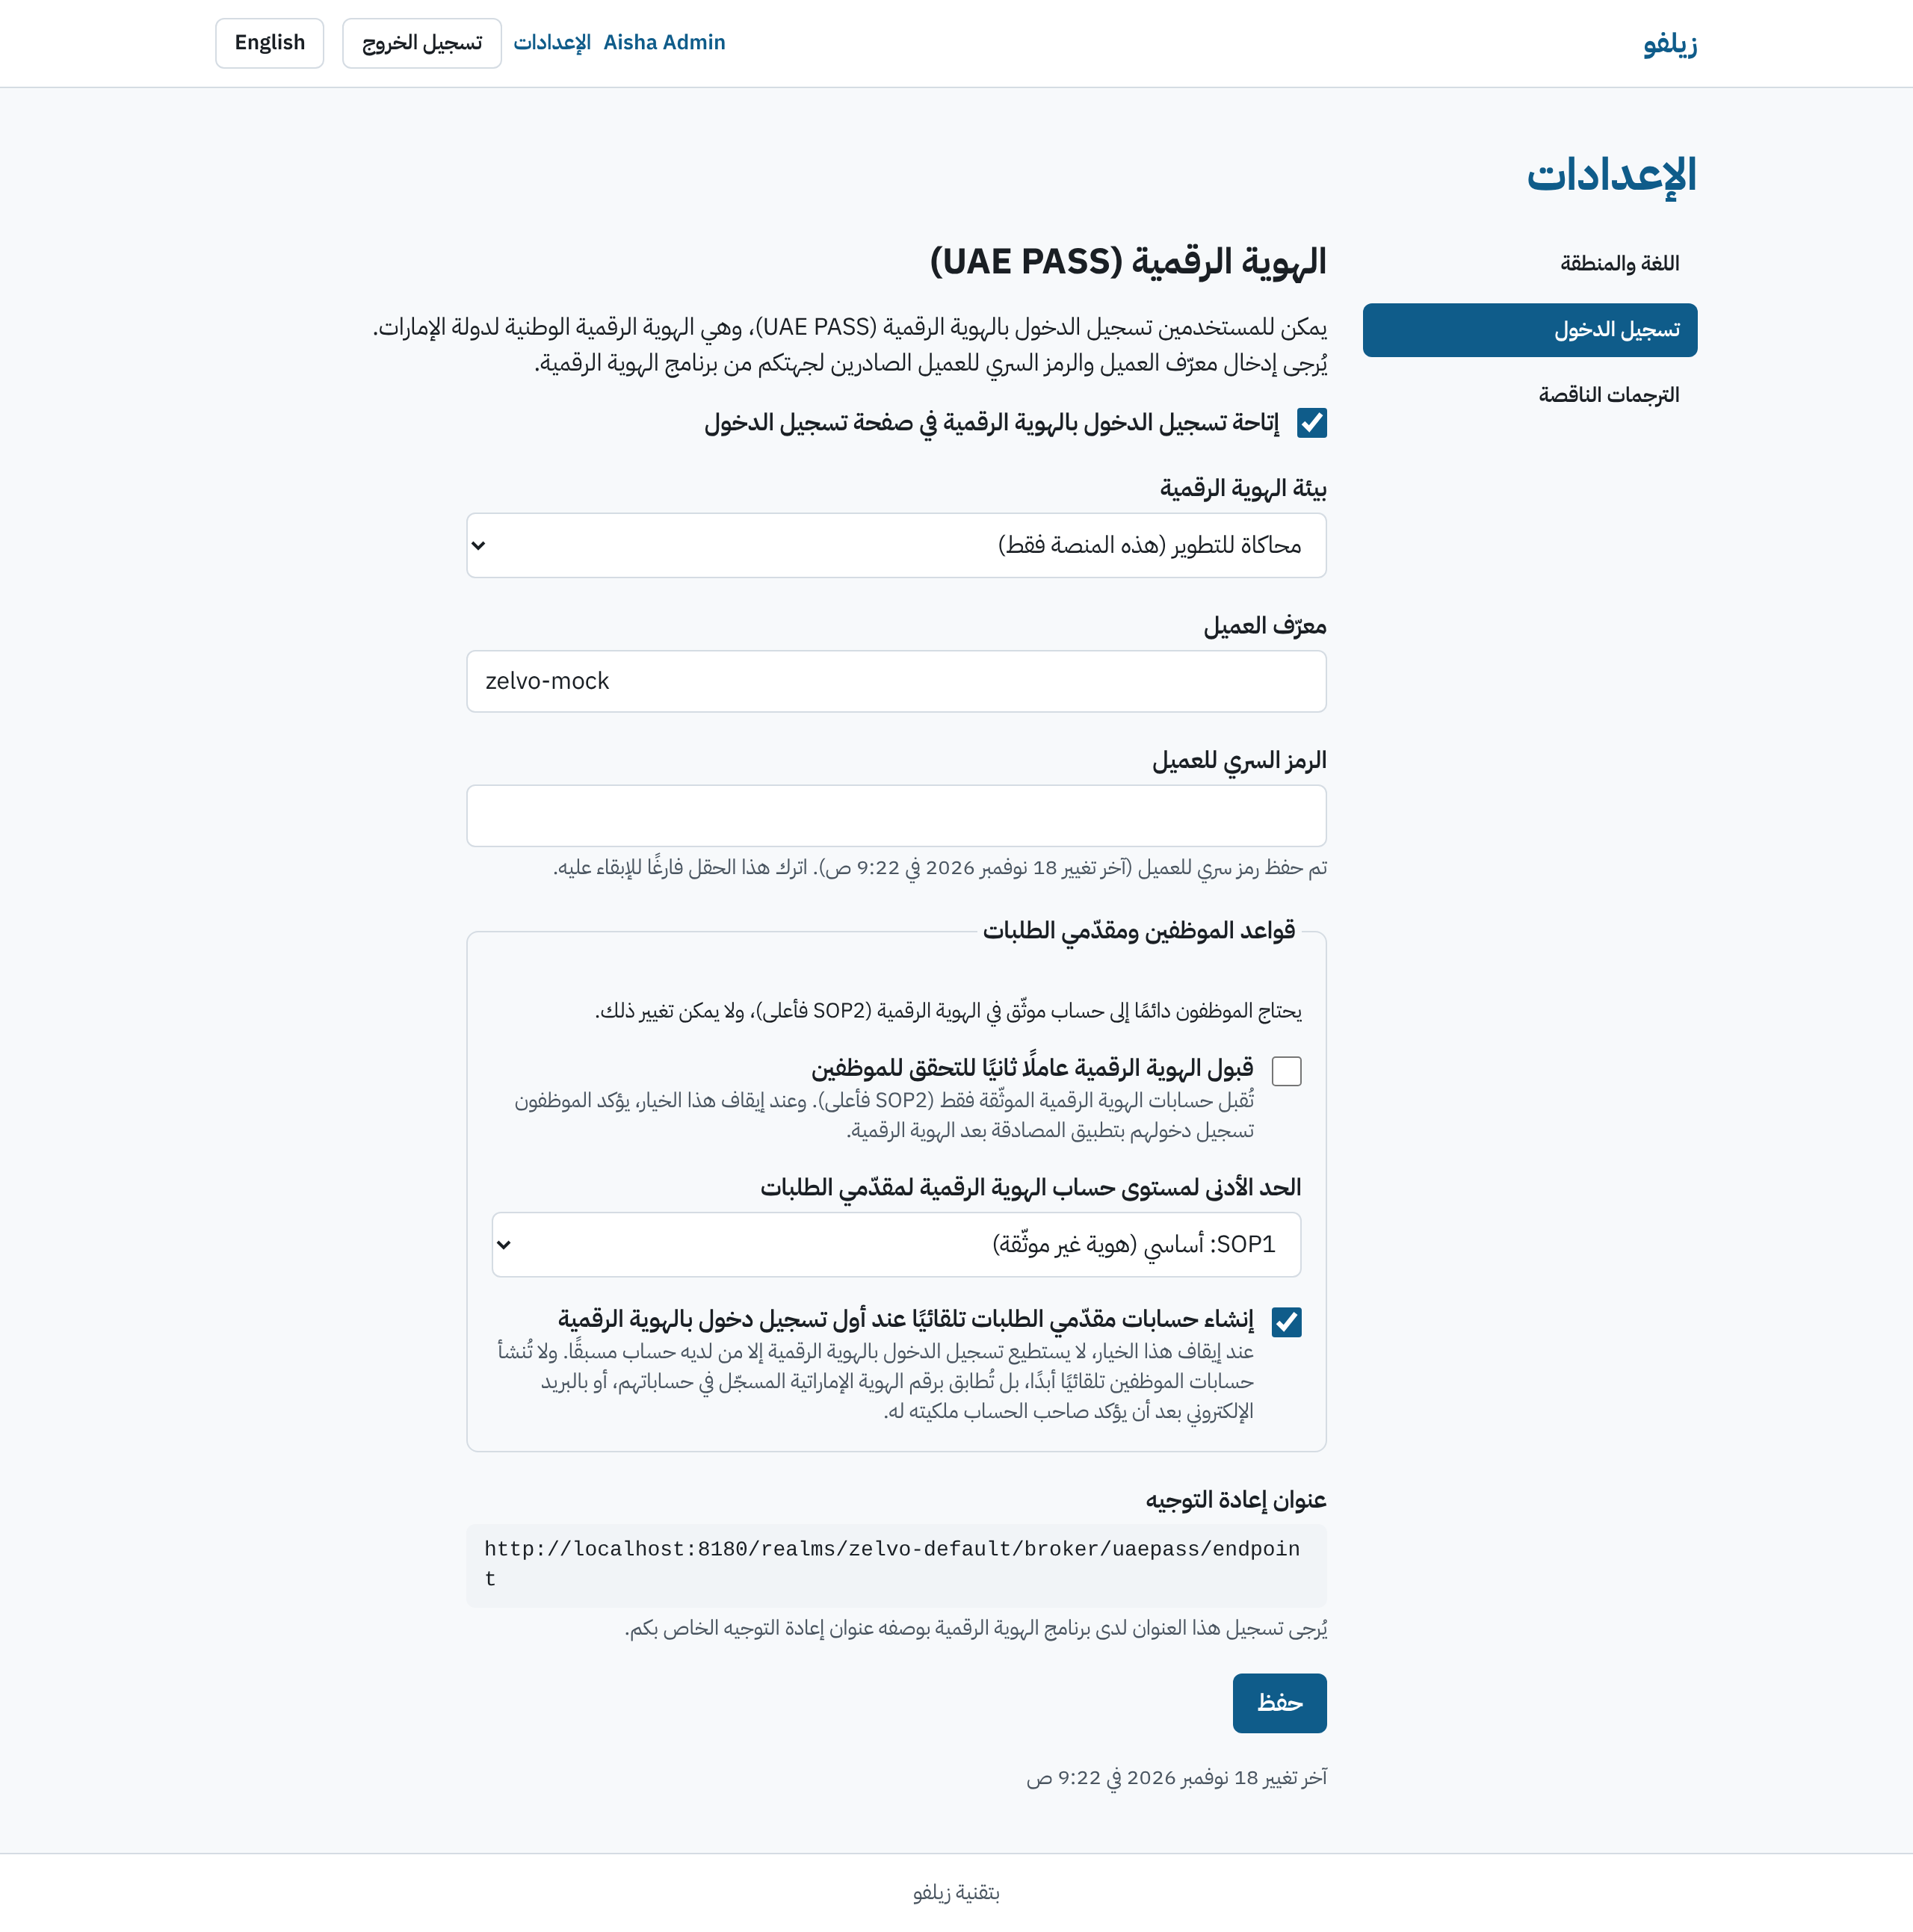 زيلفو
Aisha Admin
الإعدادات
تسجيل الخروج
English
الإعدادات
اللغة والمنطقة
تسجيل الدخول
الترجمات الناقصة
الهوية الرقمية (UAE PASS)
يمكن للمستخدمين تسجيل الدخول بالهوية الرقمية (UAE PASS)، وهي الهوية الرقمية الوطنية لدولة الإمارات.
يُرجى إدخال معرّف العميل والرمز السري للعميل الصادرين لجهتكم من برنامج الهوية الرقمية.
إتاحة تسجيل الدخول بالهوية الرقمية في صفحة تسجيل الدخول
بيئة الهوية الرقمية
محاكاة للتطوير (هذه المنصة فقط)
معرّف العميل
zelvo-mock
الرمز السري للعميل
تم حفظ رمز سري للعميل (آخر تغيير 18 نوفمبر 2026 في 9:22 ص). اترك هذا الحقل فارغًا للإبقاء عليه.
قواعد الموظفين ومقدّمي الطلبات
يحتاج الموظفون دائمًا إلى حساب موثّق في الهوية الرقمية (SOP2 فأعلى)، ولا يمكن تغيير ذلك.
قبول الهوية الرقمية عاملًا ثانيًا للتحقق للموظفين
تُقبل حسابات الهوية الرقمية الموثّقة فقط (SOP2 فأعلى). وعند إيقاف هذا الخيار، يؤكد الموظفون
تسجيل دخولهم بتطبيق المصادقة بعد الهوية الرقمية.
الحد الأدنى لمستوى حساب الهوية الرقمية لمقدّمي الطلبات
SOP1: أساسي (هوية غير موثّقة)
إنشاء حسابات مقدّمي الطلبات تلقائيًا عند أول تسجيل دخول بالهوية الرقمية
عند إيقاف هذا الخيار، لا يستطيع تسجيل الدخول بالهوية الرقمية إلا من لديه حساب مسبقًا. ولا تُنشأ
حسابات الموظفين تلقائيًا أبدًا، بل تُطابق برقم الهوية الإماراتية المسجّل في حساباتهم، أو بالبريد
الإلكتروني بعد أن يؤكد صاحب الحساب ملكيته له.
عنوان إعادة التوجيه
http://localhost:8180/realms/zelvo-default/broker/uaepass/endpoin
t
يُرجى تسجيل هذا العنوان لدى برنامج الهوية الرقمية بوصفه عنوان إعادة التوجيه الخاص بكم.
حفظ
آخر تغيير 18 نوفمبر 2026 في 9:22 ص
بتقنية زيلفو